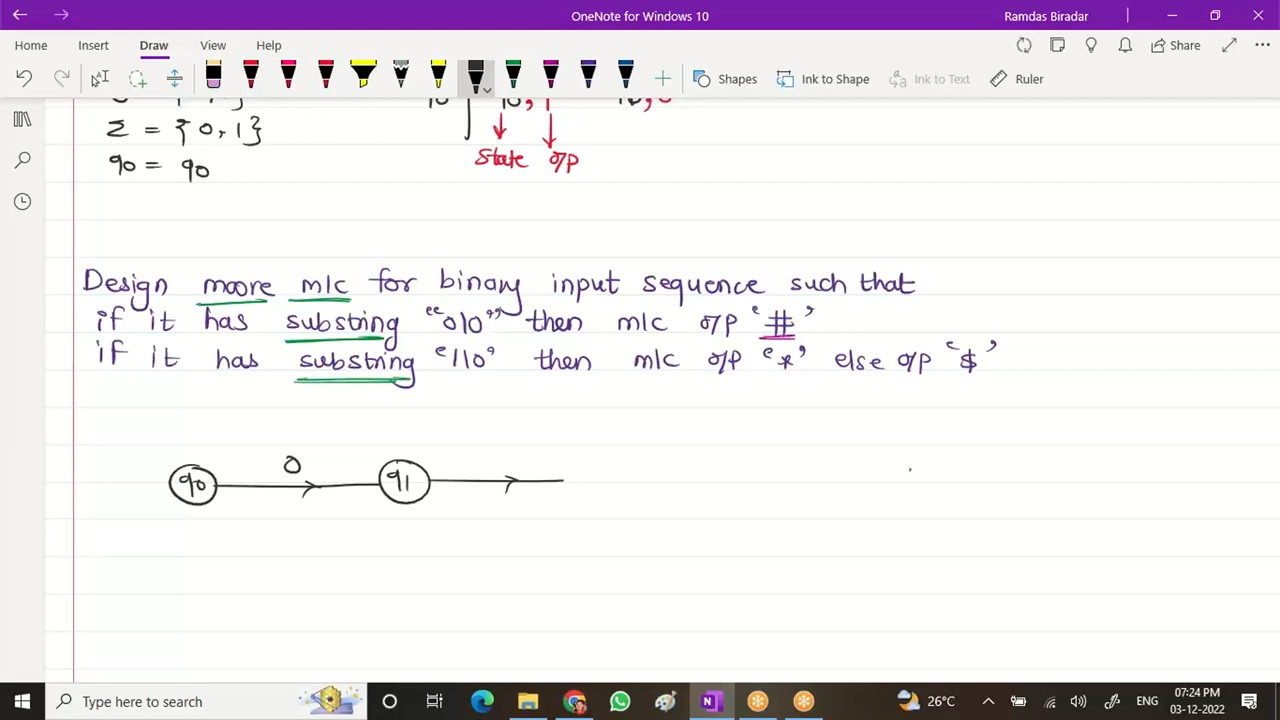 OneNote for Windows 10
Ramdas Biradar
Home Insert Draw View Help
Share
Shapes Ink to Shape Ink to Text Ruler
Σ = {0,1}
q0 = q0
State o/p
Design moore m/c for binary input sequence such that
if it has substring "010" then m/c o/p '#'
if it has substring '110' then m/c o/p '*' else o/p '$'
0
q0 q1
Type here to search
26°C
ENG
07:24 PM
03-12-2022